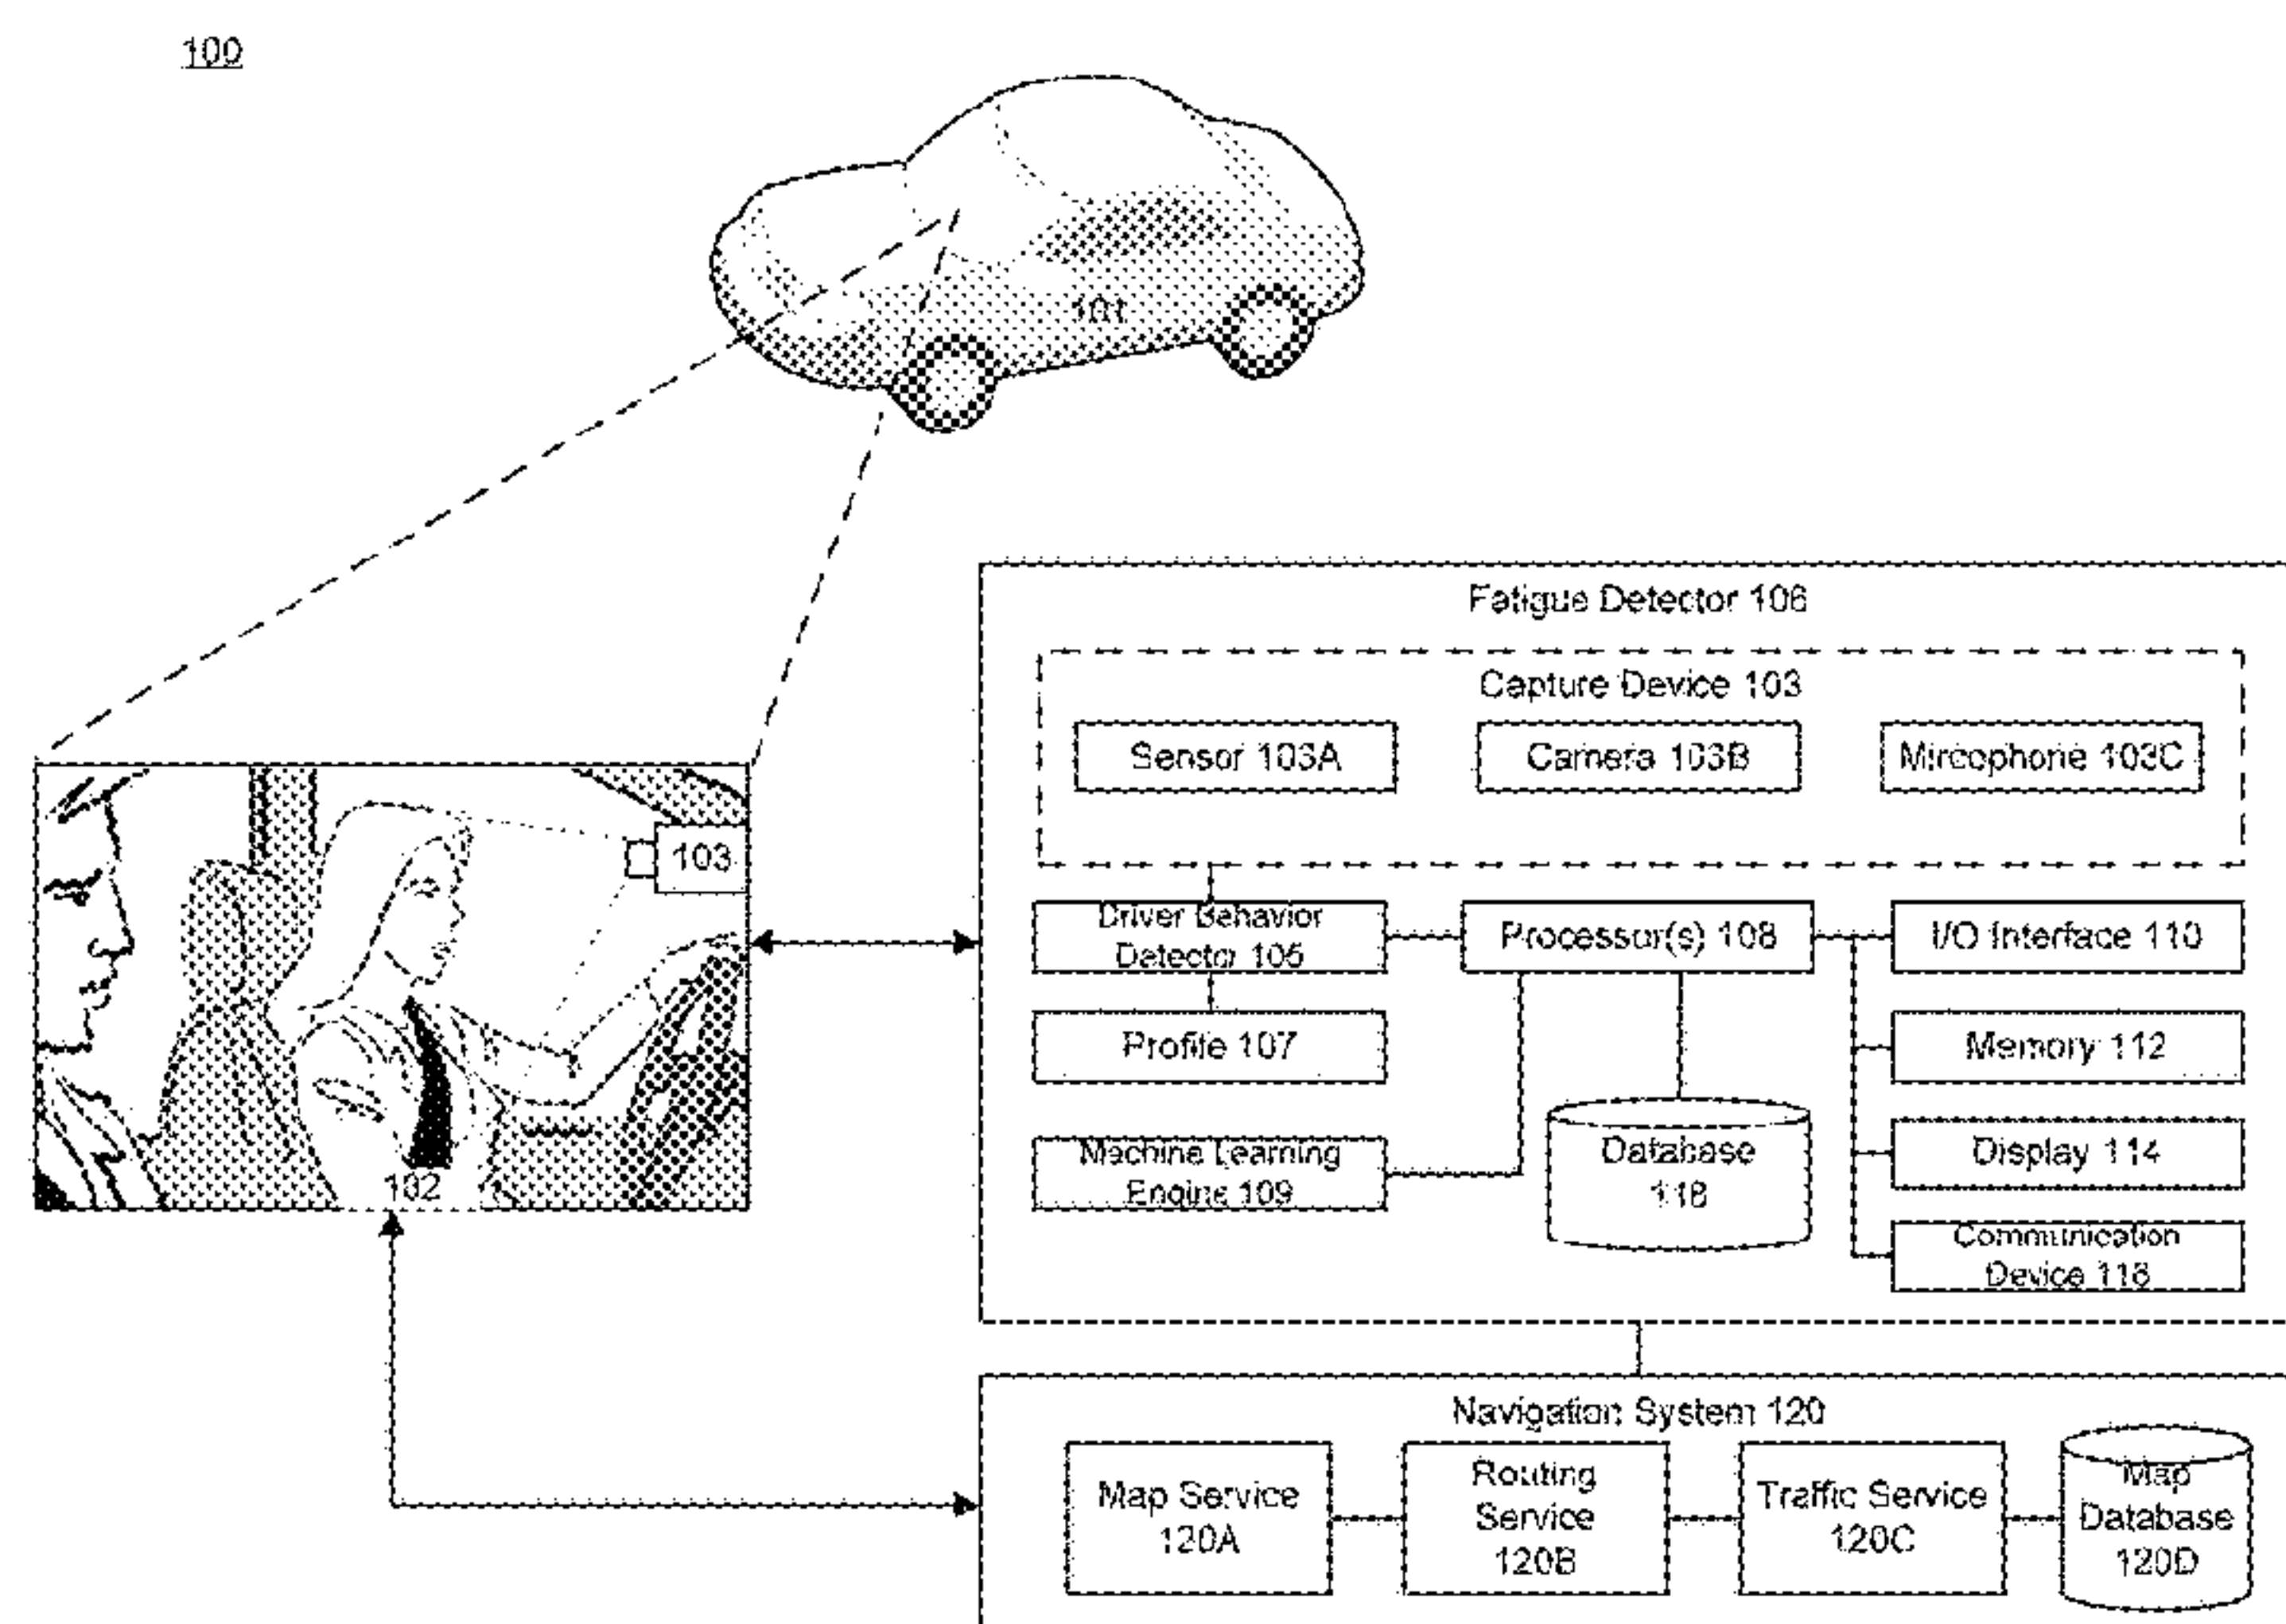 100
101
Fatigue Detector 106
Capture Device 103
Sensor 103A
Camera 103B
Mircophone 103C
103
Driver Behavior
Detector 105
Processor(s) 108
I/O Interface 110
Profile 107
Memory 112
Machine Learning
Engine 109
Database
118
Display 114
102
Communication
Device 116
Navigation System 120
Map Service
120A
Routing
Service
120B
Traffic Service
120C
Map
Database
120D